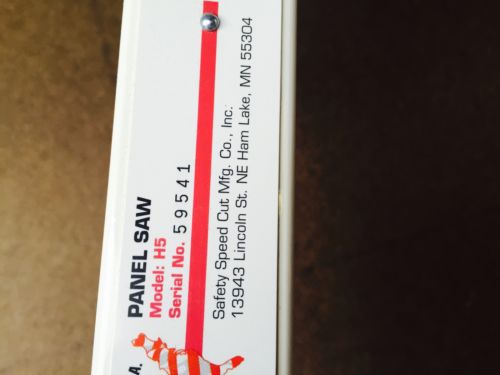 A.
PANEL SAW
Model: H5
Serial No. 59541
Safety Speed Cut Mfg. Co., Inc.
13943 Lincoln St. NE Ham Lake, MN 55304